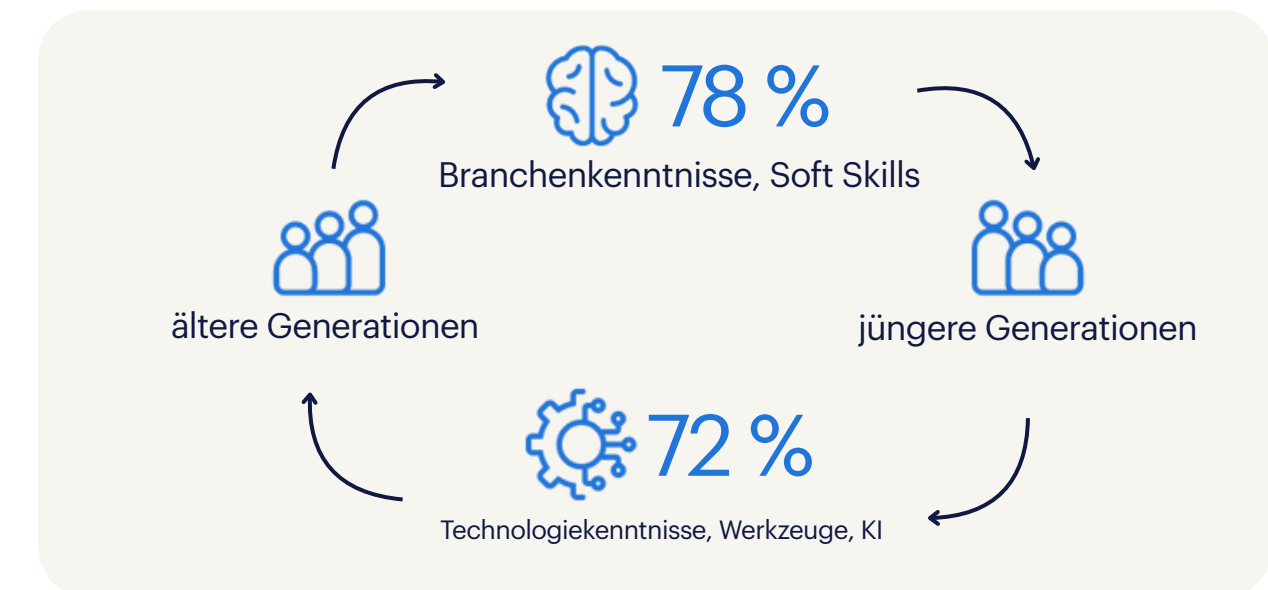 78 %
Branchenkenntnisse, Soft Skills
ältere Generationen
jüngere Generationen
72 %
Technologiekenntnisse, Werkzeuge, KI